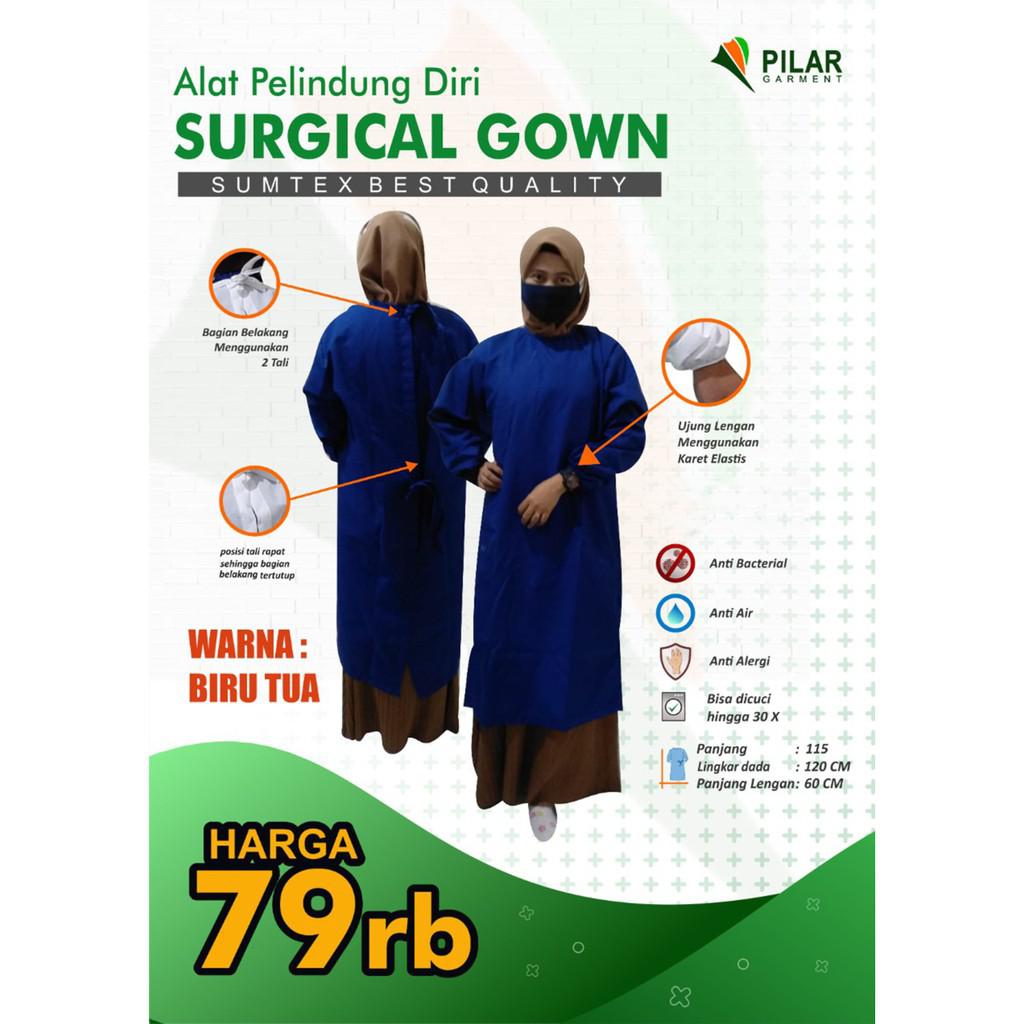 PILAR
GARMENT
Alat Pelindung Diri
SURGICAL GOWN
SUMTEX BEST QUALITY
Bagian Belakang
Menggunakan
2 Tali
Ujung Lengan
Menggunakan
Karet Elastis
posisi tali rapat
sehingga bagian
belakang tertutup
Anti Bacterial
Anti Air
Anti Alergi
Bisa dicuci
hingga 30 X
WARNA :
BIRU TUA
Panjang : 115
Lingkar dada : 120 CM
Panjang Lengan: 60 CM
HARGA
79rb